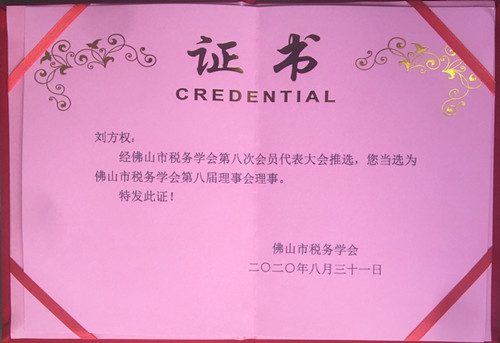 证书
CREDENTIAL
刘方权:
经佛山市税务学会第八次会员代表大会推选，您当选为
佛山市税务学会第八届理事会理事。
特发此证！
佛山市税务学会
二〇二〇年八月三十一日